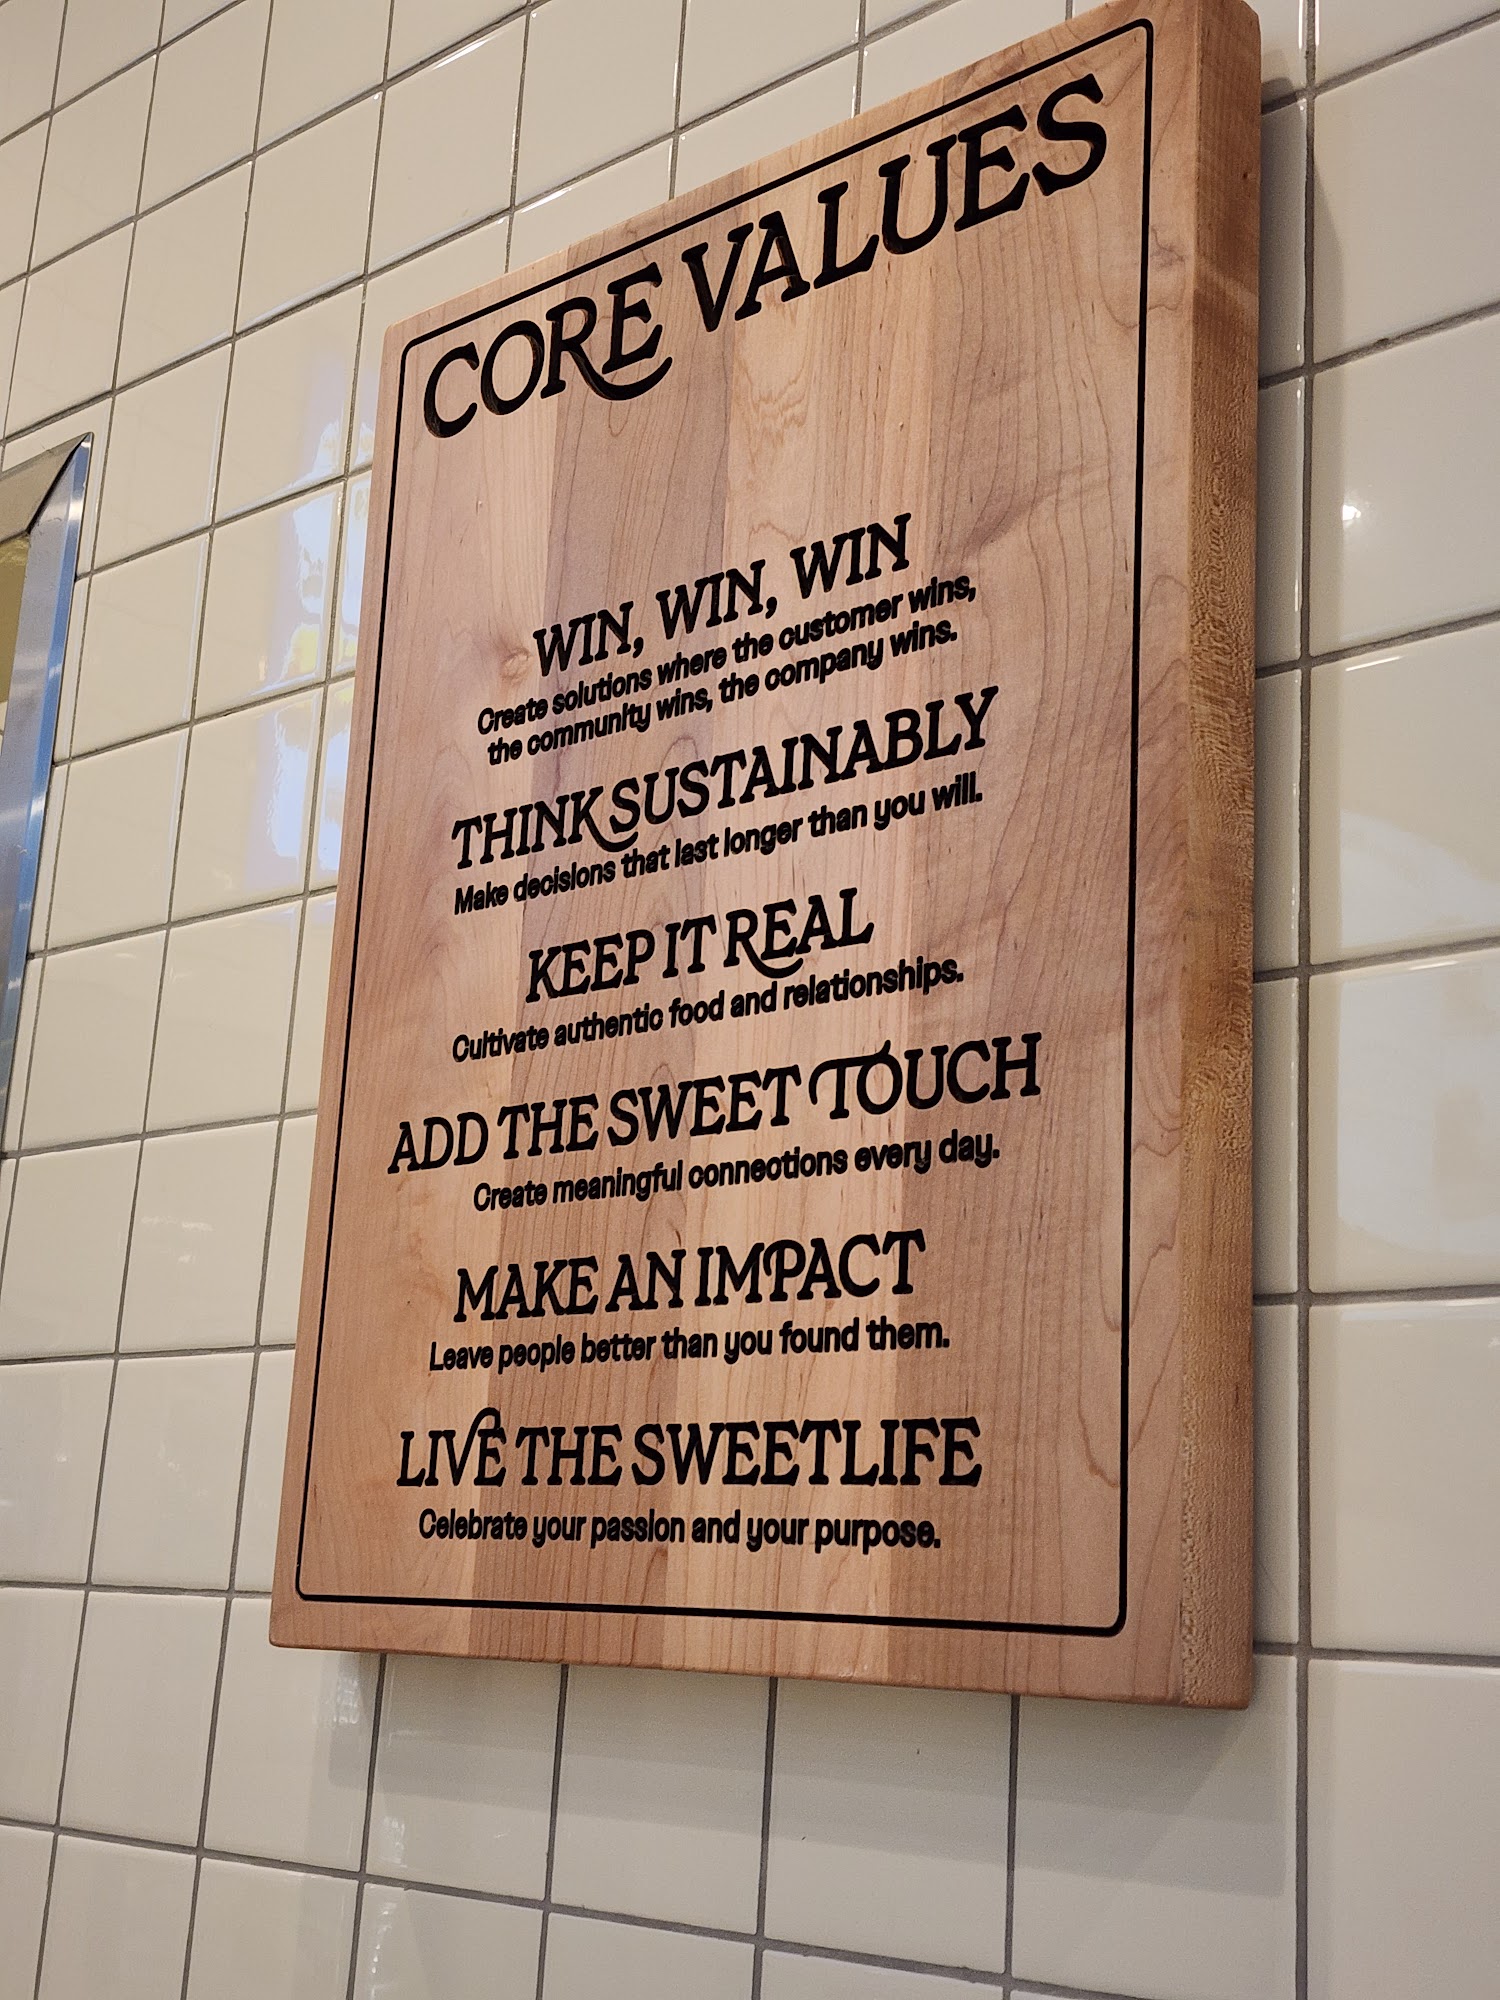 CORE VALUES
WIN, WIN, WIN
Create solutions where the customer wins,
the community wins, the company wins.
THINK SUSTAINABLY
Make decisions that last longer than you will.
KEEP IT REAL
Cultivate authentic food and relationships.
ADD THE SWEET TOUCH
Create meaningful connections every day.
MAKE AN IMPACT
Leave people better than you found them.
LIVE THE SWEETLIFE
Celebrate your passion and your purpose.